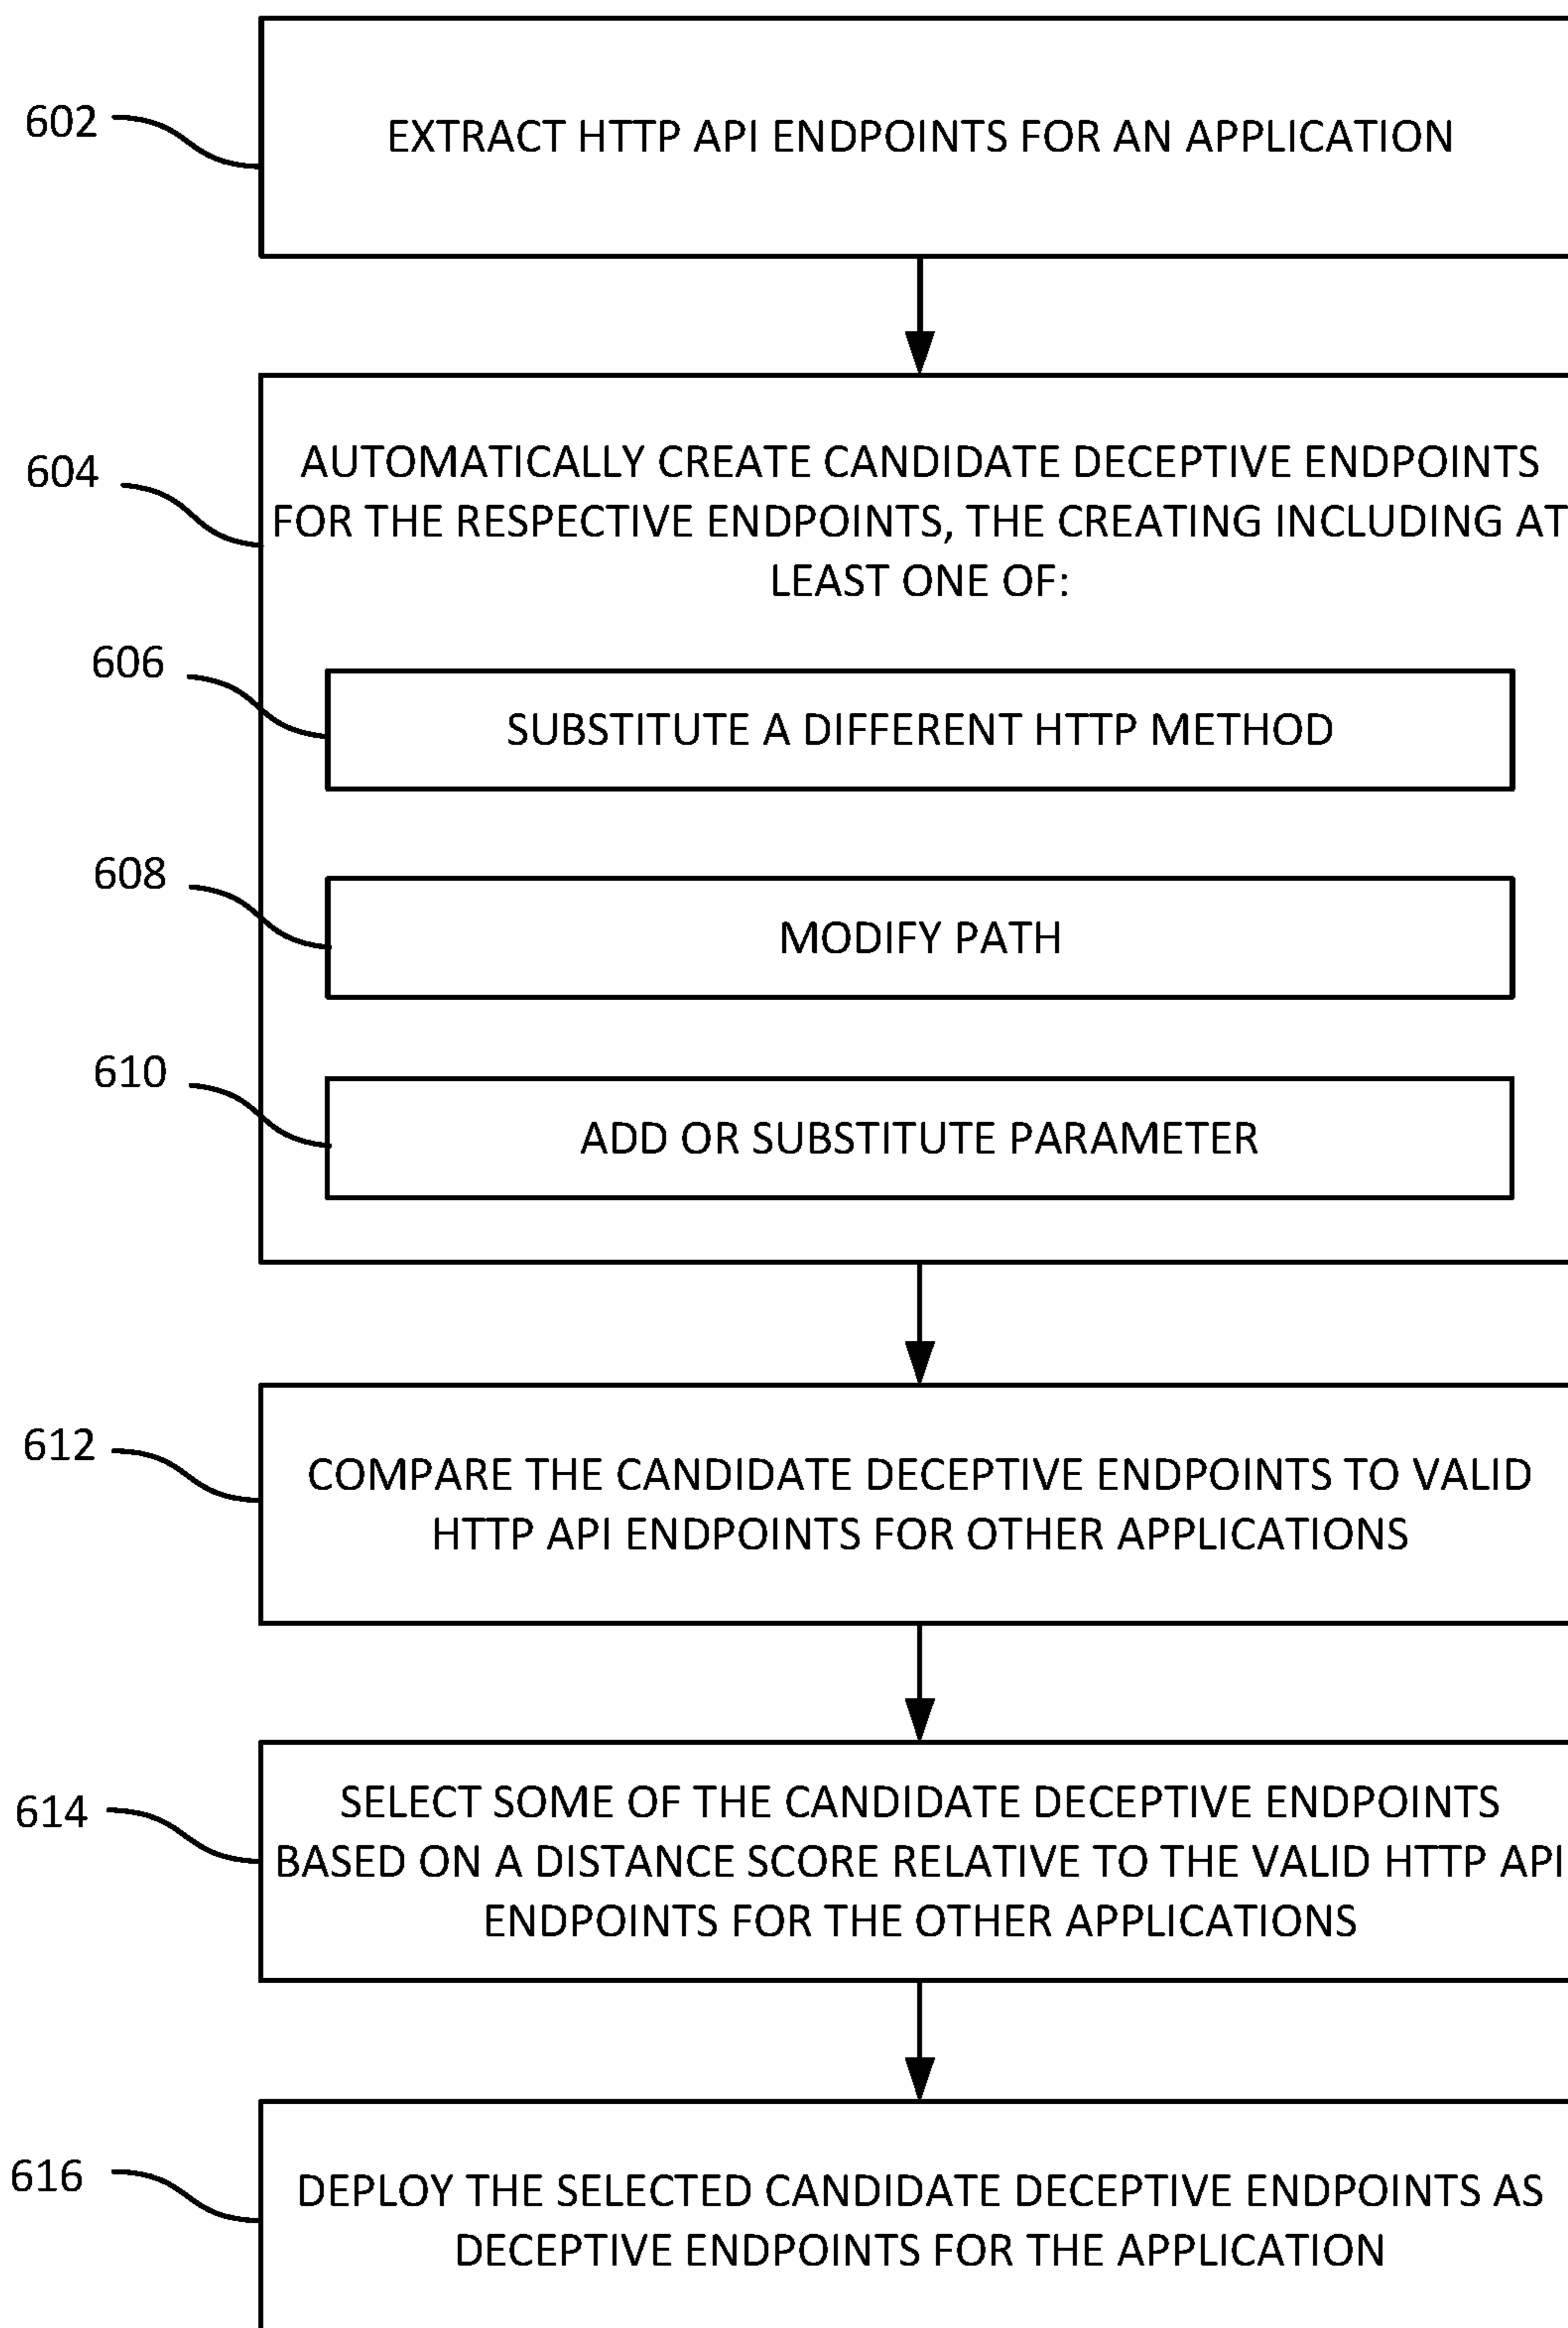 602
EXTRACT HTTP API ENDPOINTS FOR AN APPLICATION
604
AUTOMATICALLY CREATE CANDIDATE DECEPTIVE ENDPOINTS
FOR THE RESPECTIVE ENDPOINTS, THE CREATING INCLUDING AT
LEAST ONE OF:
606
SUBSTITUTE A DIFFERENT HTTP METHOD
608
MODIFY PATH
610
ADD OR SUBSTITUTE PARAMETER
612
COMPARE THE CANDIDATE DECEPTIVE ENDPOINTS TO VALID
HTTP API ENDPOINTS FOR OTHER APPLICATIONS
614
SELECT SOME OF THE CANDIDATE DECEPTIVE ENDPOINTS
BASED ON A DISTANCE SCORE RELATIVE TO THE VALID HTTP API
ENDPOINTS FOR THE OTHER APPLICATIONS
616
DEPLOY THE SELECTED CANDIDATE DECEPTIVE ENDPOINTS AS
DECEPTIVE ENDPOINTS FOR THE APPLICATION